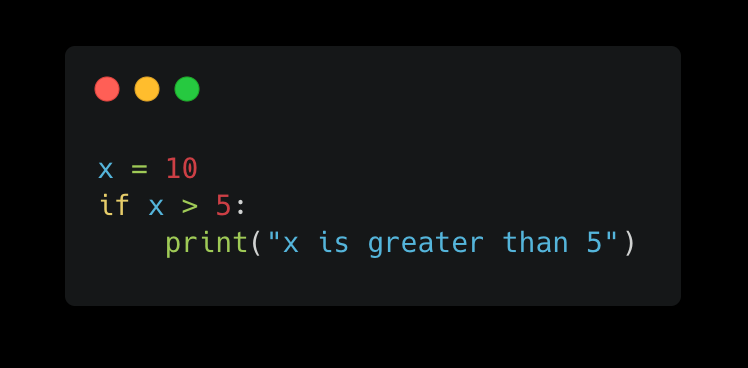 x = 10
if x > 5:
    print("x is greater than 5")